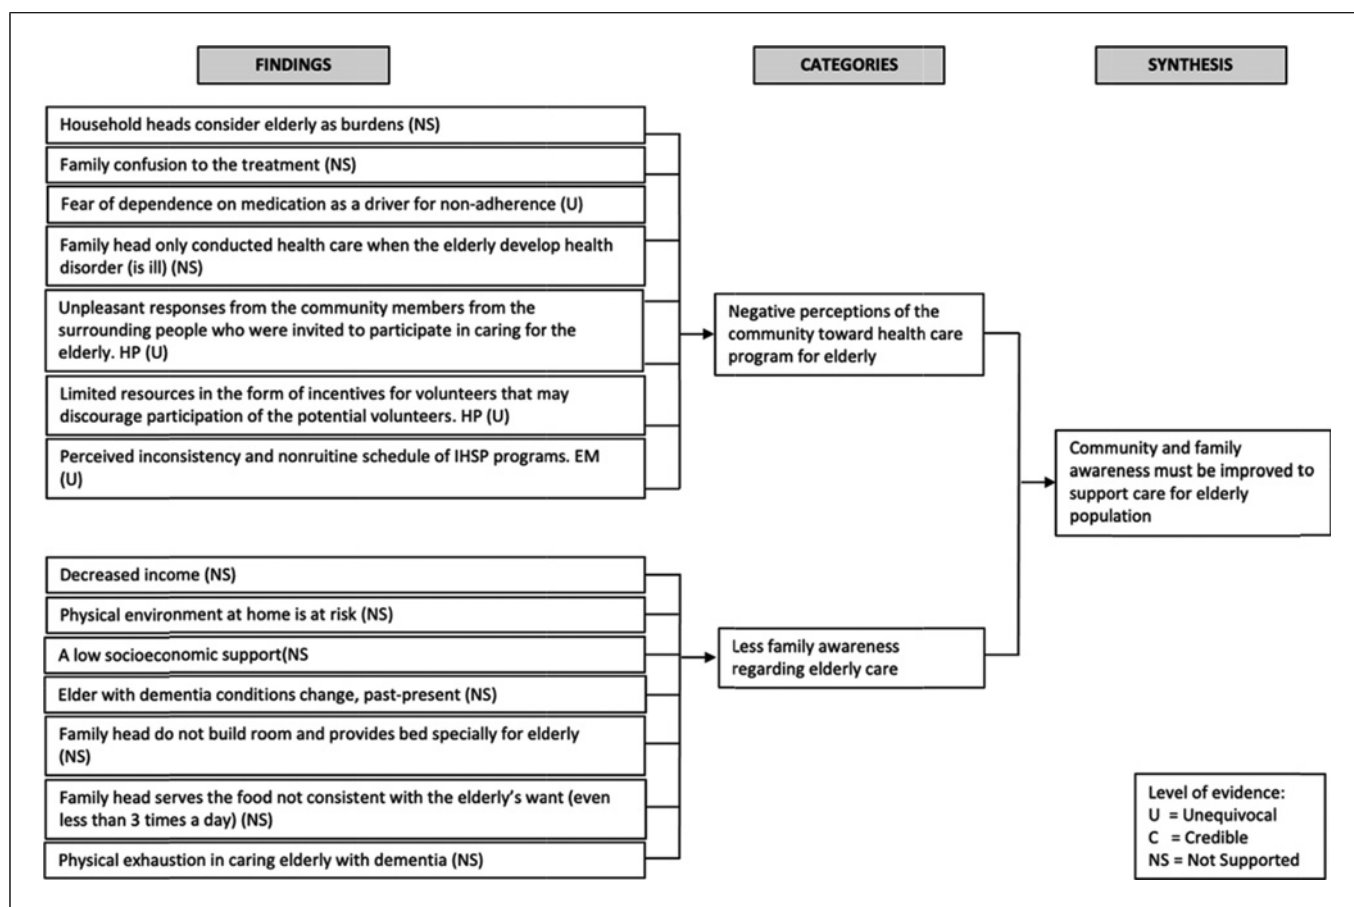 FINDINGS
CATEGORIES
SYNTHESIS
Household heads consider elderly as burdens (NS)
Family confusion to the treatment (NS)
Fear of dependence on medication as a driver for non-adherence (U)
Family head only conducted health care when the elderly develop health
disorder (is ill) (NS)
Unpleasant responses from the community members from the
surrounding people who were invited to participate in caring for the
elderly. HP (U)
Limited resources in the form of incentives for volunteers that may
discourage participation of the potential volunteers. HP (U)
Perceived inconsistency and nonruitine schedule of IHSP programs. EM
(U)
Negative perceptions of the
community toward health care
program for elderly
Decreased income (NS)
Physical environment at home is at risk (NS)
A low socioeconomic support(NS
Elder with dementia conditions change, past-present (NS)
Family head do not build room and provides bed specially for elderly
(NS)
Family head serves the food not consistent with the elderly's want (even
less than 3 times a day) (NS)
Physical exhaustion in caring elderly with dementia (NS)
Less family awareness
regarding elderly care
Community and family
awareness must be improved to
support care for elderly
population
Level of evidence:
U = Unequivocal
C = Credible
NS = Not Supported